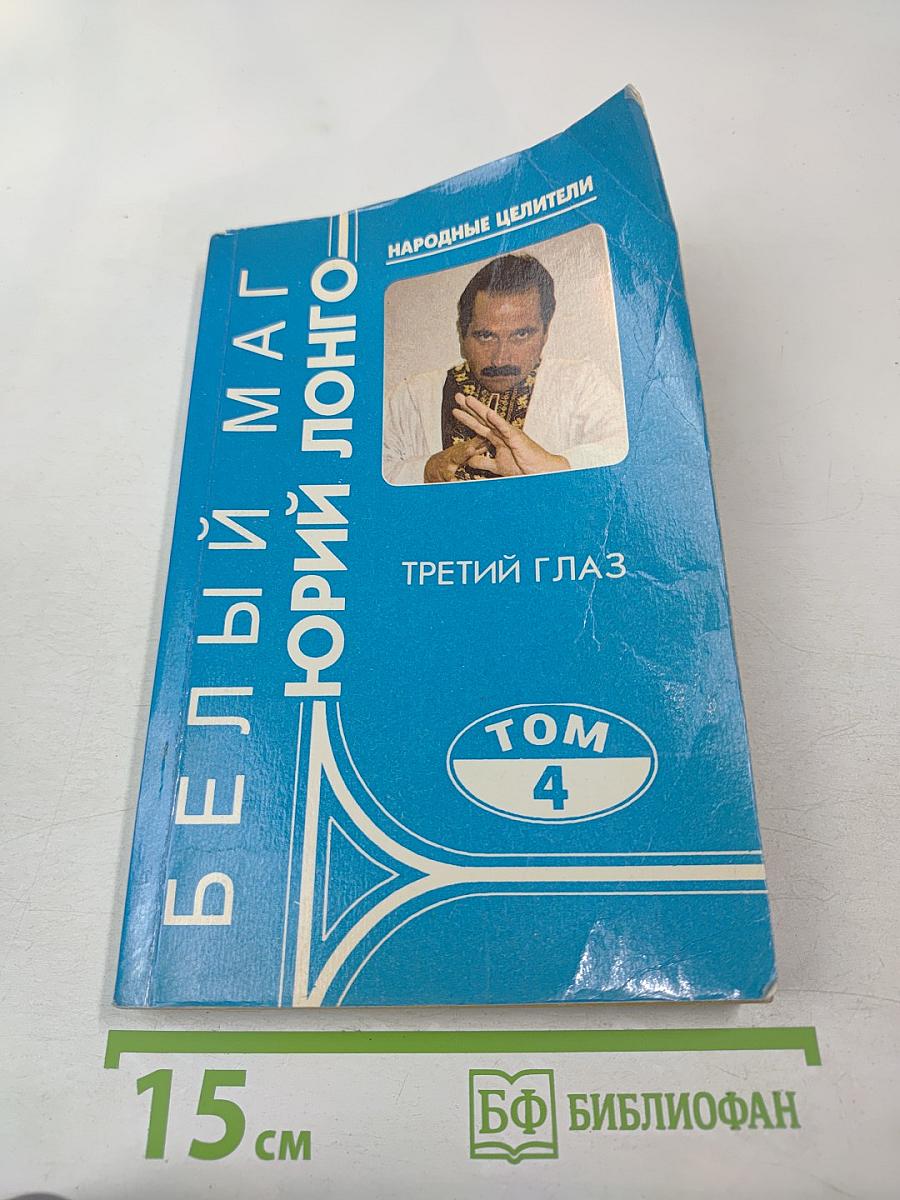 НАРОДНЫЕ ЦЕЛИТЕЛИ
БЕЛЫЙ МАГ
ЮРИЙ ЛОНГО
ТРЕТИЙ ГЛАЗ
ТОМ
4
15 см
БФ БИБЛИОФАН